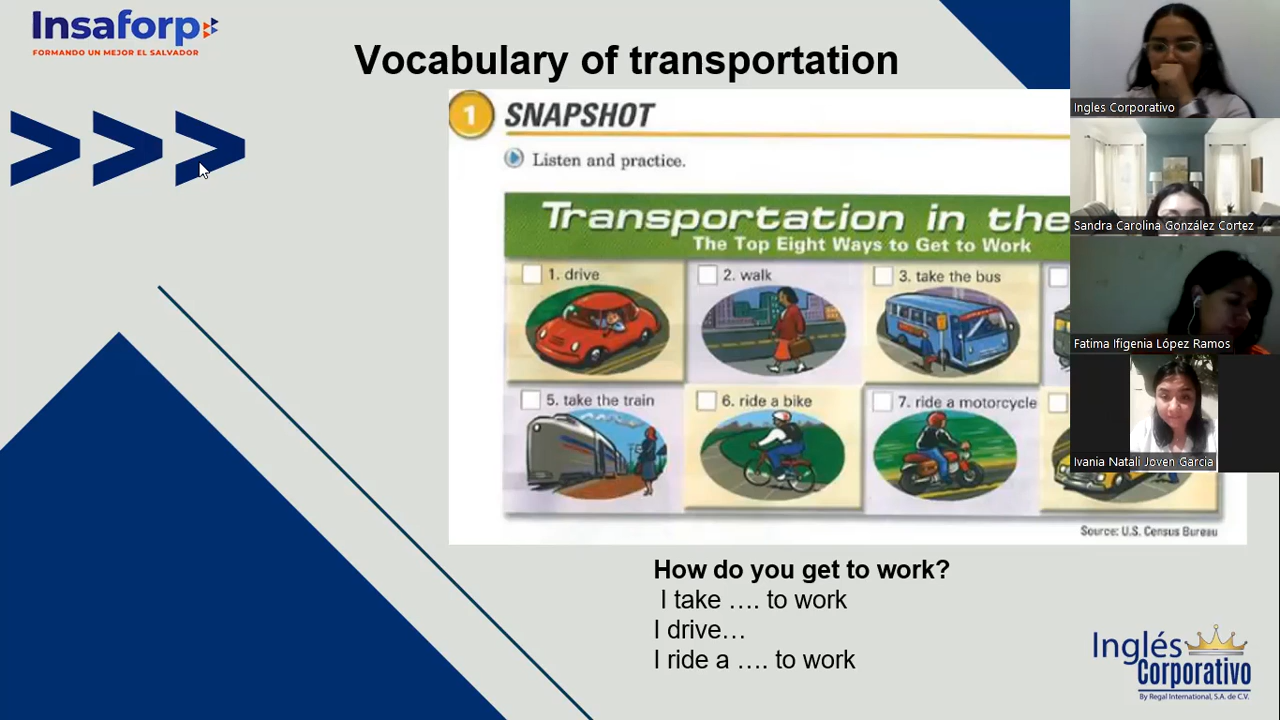 Insaforp
FORMANDO UN MEJOR EL SALVADOR
Vocabulary of transportation
1 SNAPSHOT
Listen and practice.
Transportation in the
The Top Eight Ways to Get to Work
1. drive
2. walk
3. take the bus
5. take the train
6. ride a bike
7. ride a motorcycle
Source: U.S. Census Bureau
How do you get to work?
I take .... to work
I drive…
I ride a .... to work
Ingles Corporativo
Sandra Carolina González Cortez
Fatima Ifigenia López Ramos
Ivania Natali Joven Garcia
Inglés
Corporativo
By Regal International, S.A. de C.V.